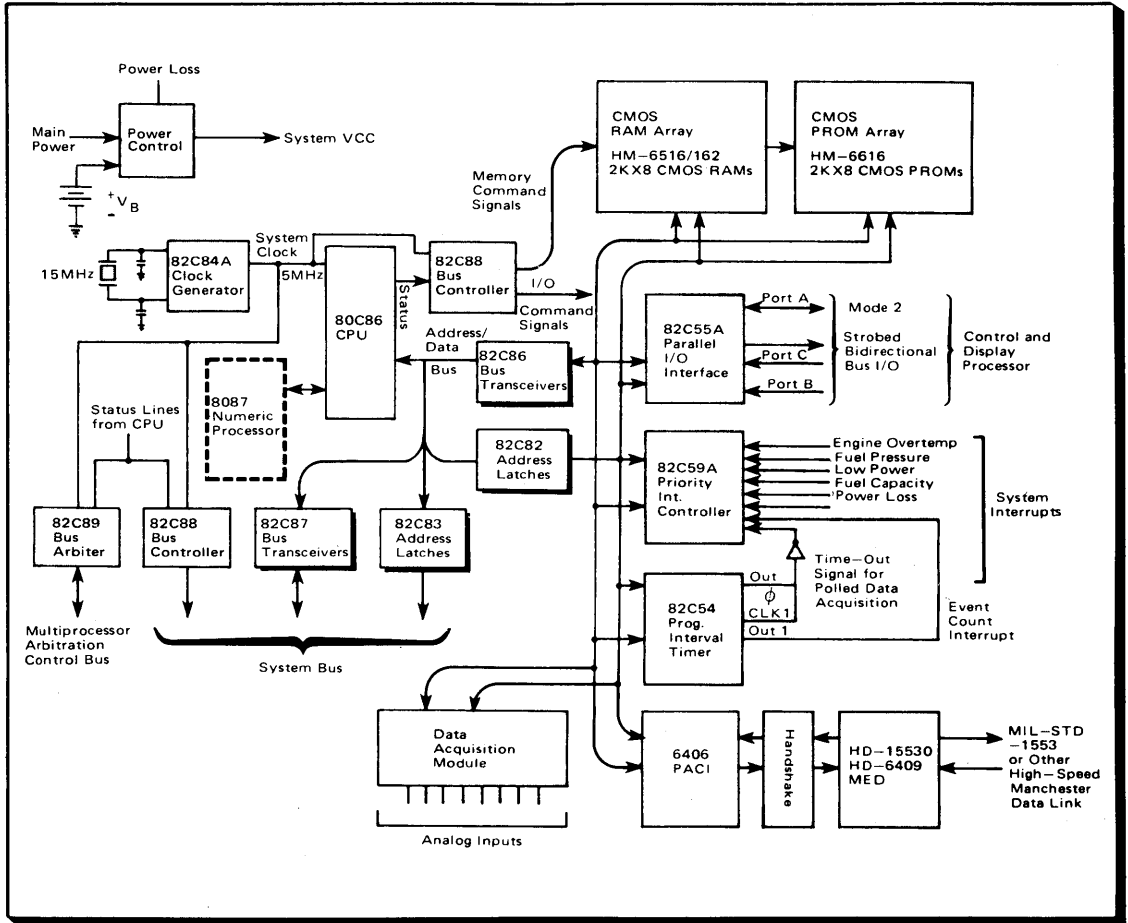 Power Loss
Main
Power
Power
Control
System VCC
+
VB
-
CMOS
RAM Array
HM-6516/162
2KX8 CMOS RAMs
CMOS
PROM Array
HM-6616
2KX8 CMOS PROMs
Memory
Command
Signals
15MHz
82C84A
Clock
Generator
System
Clock
5MHz
80C86
CPU
Status
82C88
Bus
Controller
I/O
Command
Signals
Address/
Data
Bus
82C86
Bus
Transceivers
82C55A
Parallel
I/O
Interface
Port A
Port C
Port B
Mode 2
Strobed
Bidirectional
Bus I/O
Control and
Display
Processor
8087
Numeric
Processor
Status Lines
from CPU
82C82
Address
Latches
82C59A
Priority
Int.
Controller
Engine Overtemp
Fuel Pressure
Low Power
Fuel Capacity
'Power Loss
System
Interrupts
82C89
Bus
Arbiter
82C88
Bus
Controller
82C87
Bus
Transceivers
82C83
Address
Latches
Time-Out
Signal for
Polled Data
Acquisition
82C54
Prog.
Interval
Timer
Out
ϕ
CLK1
Out 1
Event
Count
Interrupt
Multiprocessor
Arbitration
Control Bus
System Bus
Data
Acquisition
Module
Analog Inputs
6406
PACI
Handshake
HD-15530
HD-6409
MED
MIL-STD
-1553
or Other
High-Speed
Manchester
Data Link